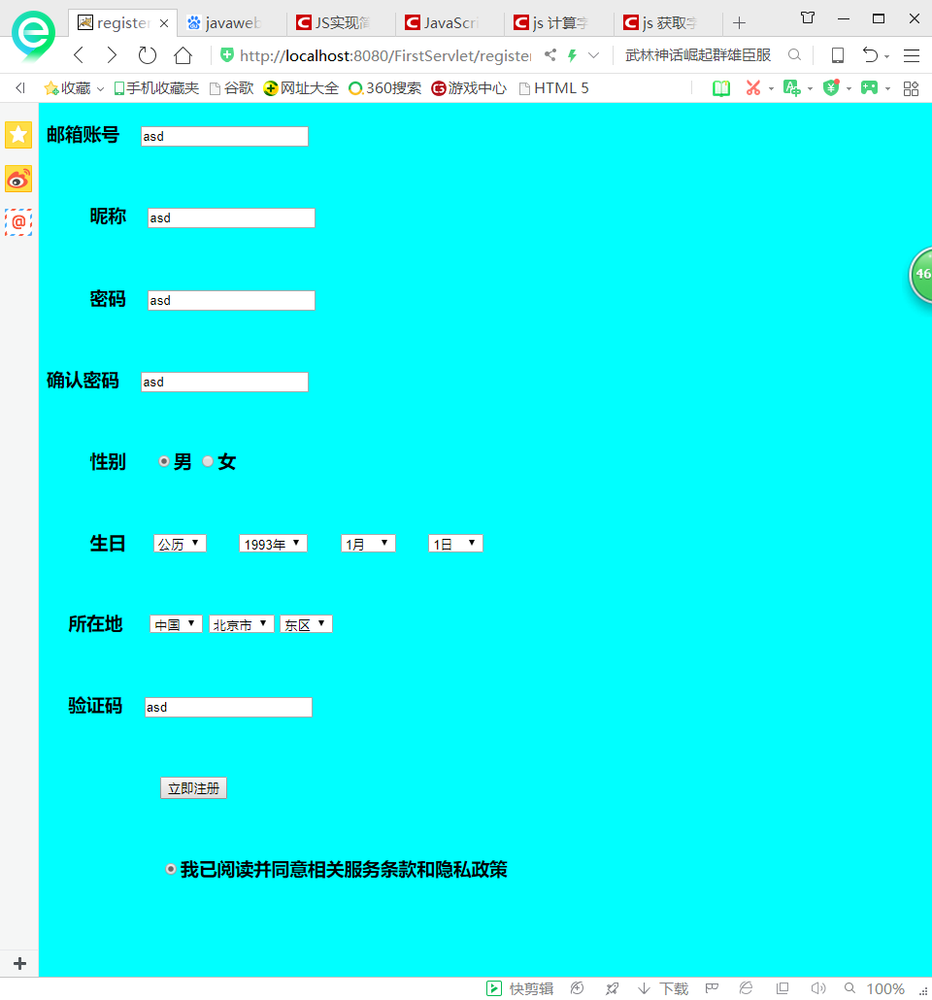 register
javaweb
JS实现简
JavaScri
js 计算字
js 获取字
http://localhost:8080/FirstServlet/register
武林神话崛起群雄臣服
收藏 手机收藏夹 谷歌 网址大全 360搜索 游戏中心 HTML 5
邮箱账号 asd
昵称 asd
46
密码 asd
确认密码 asd
性别 男 女
生日 公历 1993年 1月 1日
所在地 中国 北京市 东区
验证码 asd
立即注册
我已阅读并同意相关服务条款和隐私政策
快剪辑 下载 100%